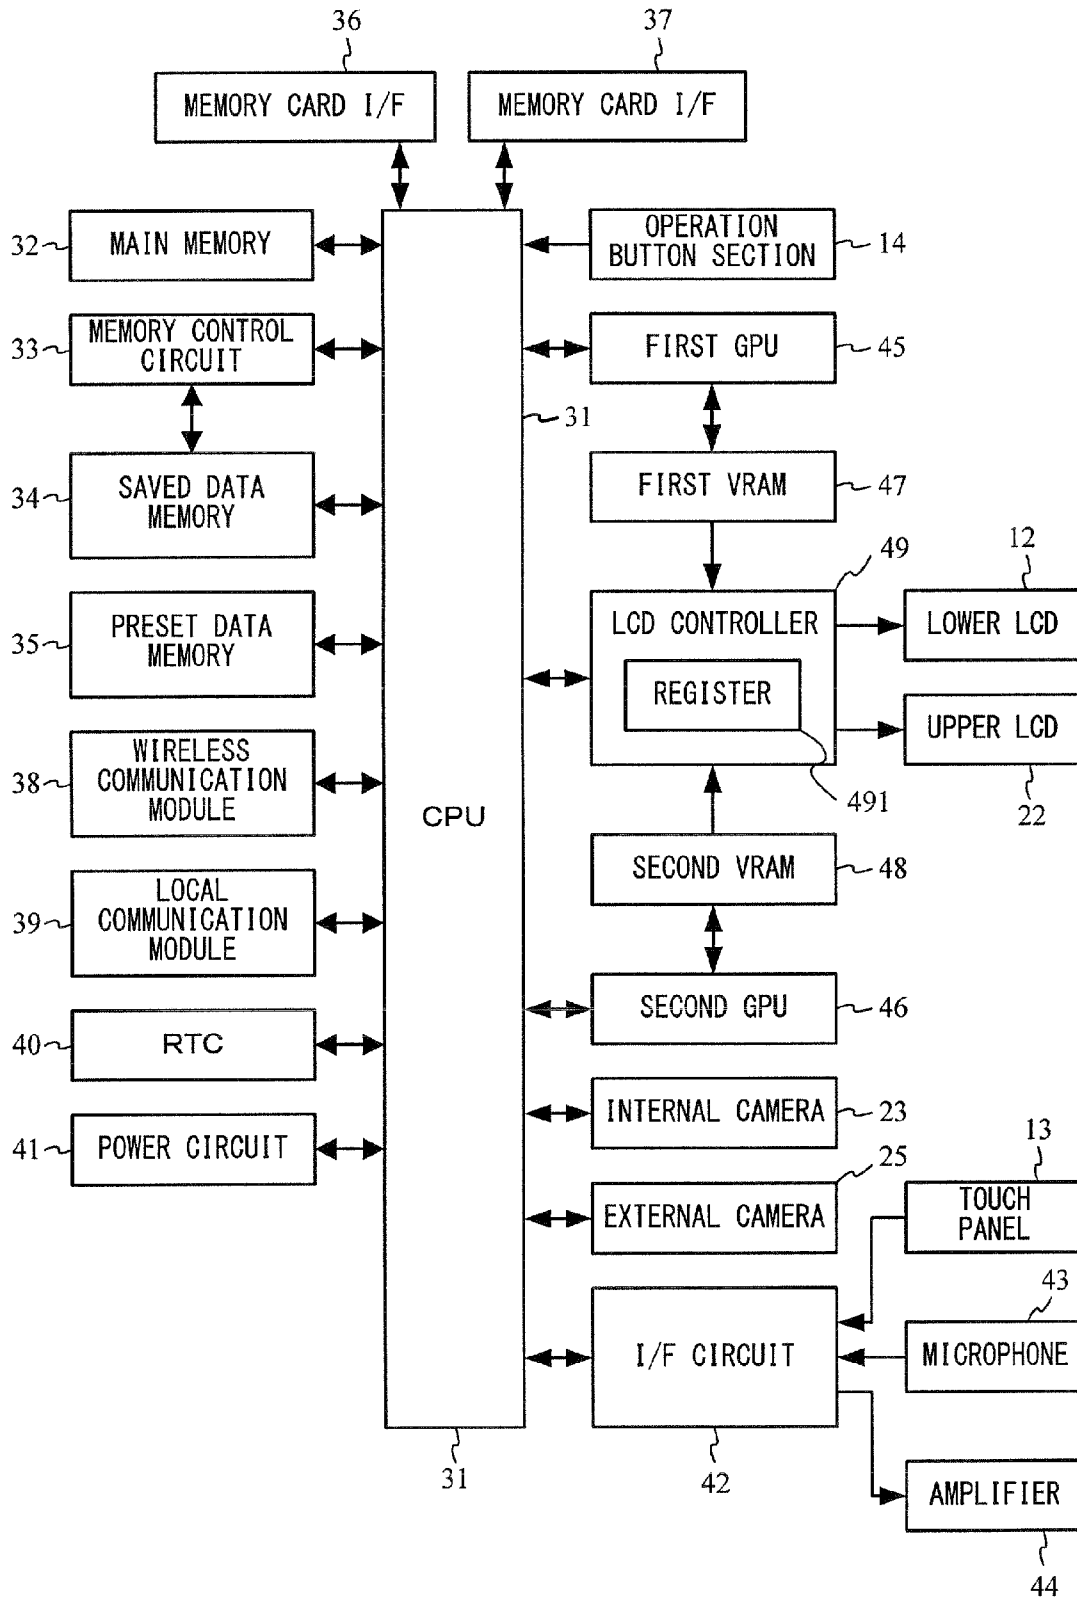 36
37
MEMORY CARD I/F
MEMORY CARD I/F
32
MAIN MEMORY
OPERATION
BUTTON SECTION
14
33
MEMORY CONTROL
CIRCUIT
FIRST GPU
45
31
34
SAVED DATA
MEMORY
FIRST VRAM
47
49
12
35
PRESET DATA
MEMORY
LCD CONTROLLER
LOWER LCD
REGISTER
UPPER LCD
38
WIRELESS
COMMUNICATION
MODULE
491
22
CPU
SECOND VRAM
48
39
LOCAL
COMMUNICATION
MODULE
SECOND GPU
46
40
RTC
INTERNAL CAMERA
23
41
POWER CIRCUIT
25
13
EXTERNAL CAMERA
TOUCH
PANEL
43
I/F CIRCUIT
MICROPHONE
31
42
AMPLIFIER
44